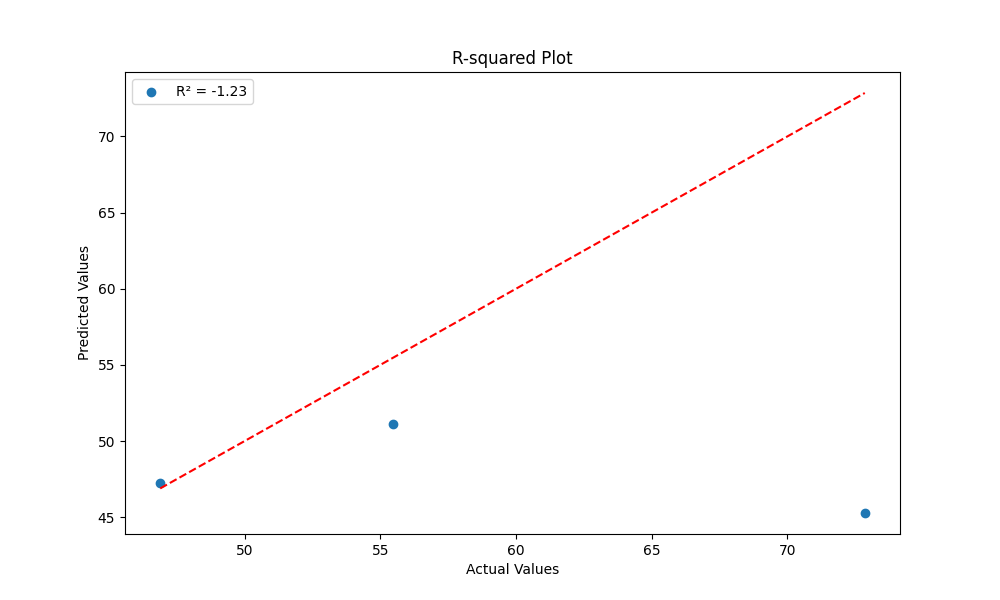 R-squared Plot
R² = -1.23
70
65
60
55
50
45
Predicted Values
50
55
60
65
70
Actual Values